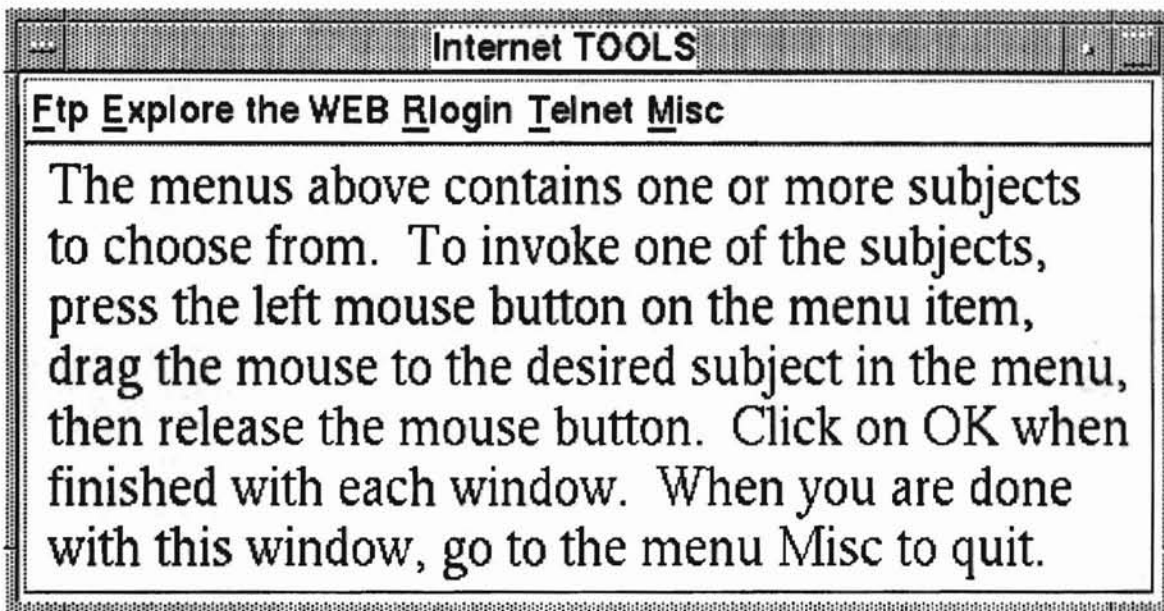 Internet TOOLS
Ftp Explore the WEB Rlogin Telnet Misc
The menus above contains one or more subjects
to choose from. To invoke one of the subjects,
press the left mouse button on the menu item,
drag the mouse to the desired subject in the menu,
then release the mouse button. Click on OK when
finished with each window. When you are done
with this window, go to the menu Misc to quit.